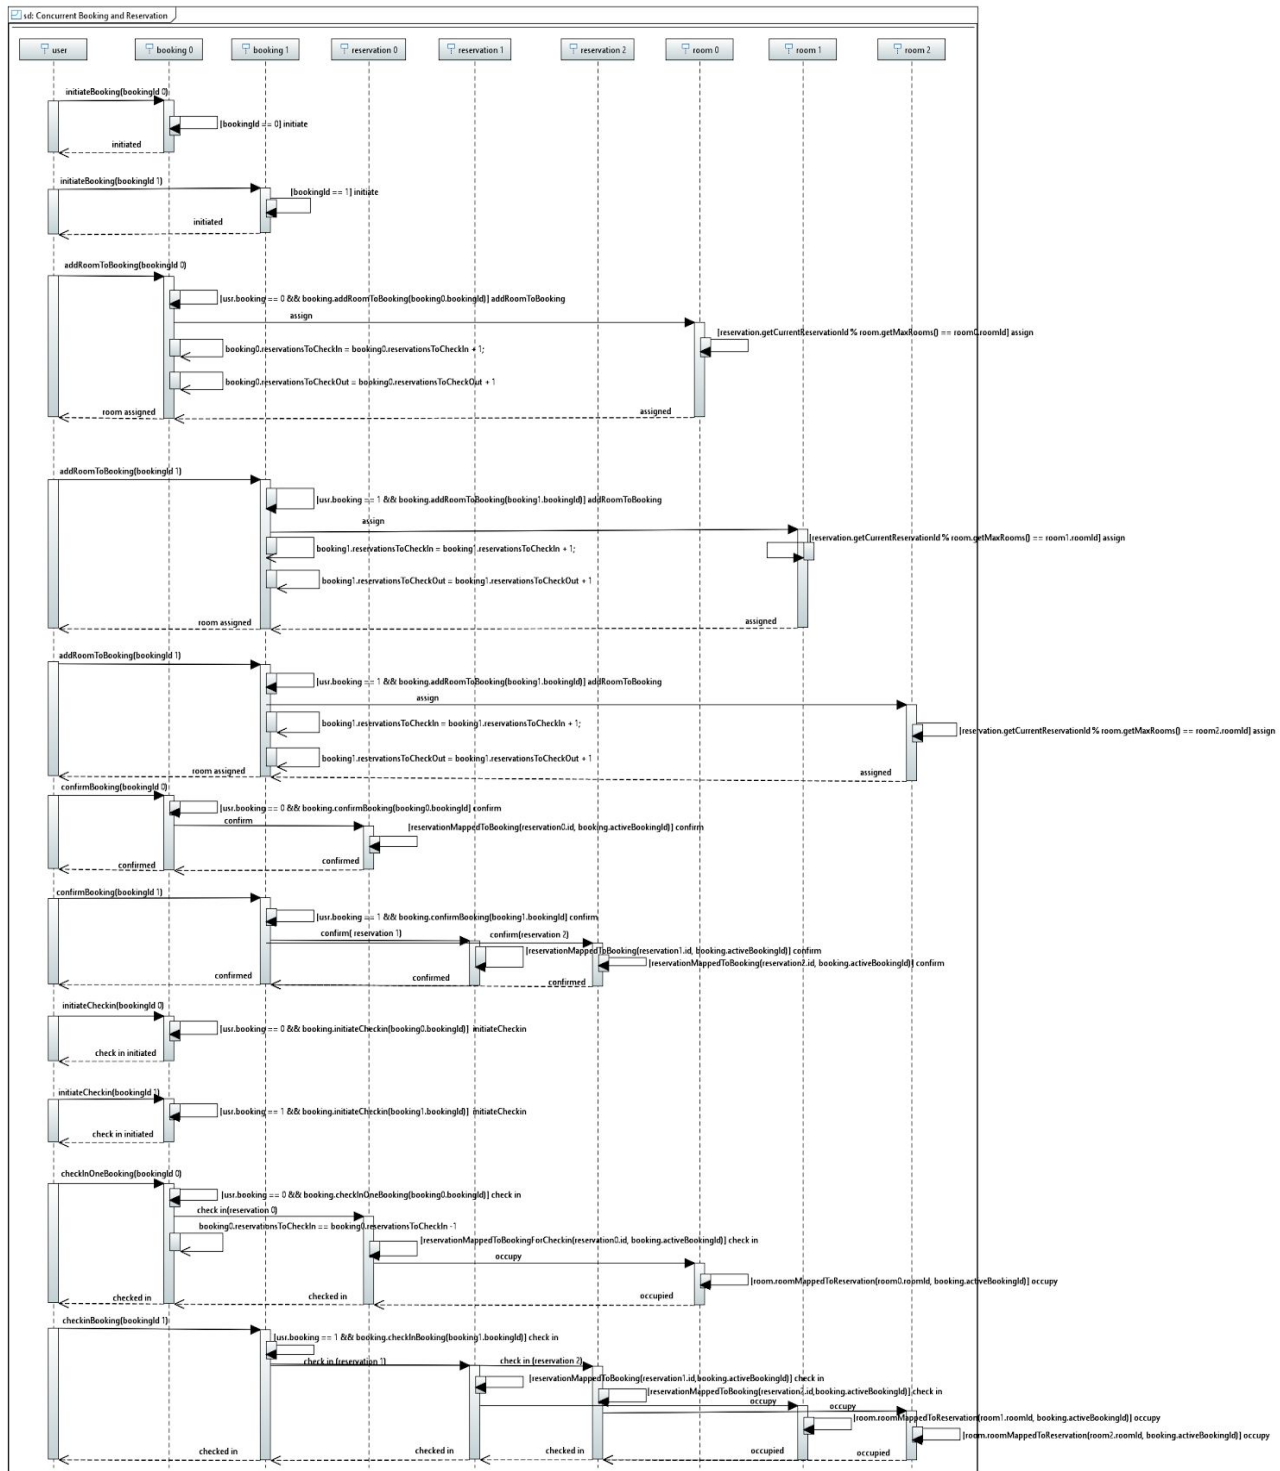 sd: Concurrent Booking and Reservation
user
booking 0
booking 1
reservation 0
reservation 1
reservation 2
room 0
room 1
room 2
initiateBooking(bookingId 0)
[bookingId == 0] initiate
initiated
initiateBooking(bookingId 1)
[bookingId == 1] initiate
initiated
addRoomToBooking(bookingId 0)
[usr.booking == 0 && booking.addRoomToBooking(booking0.bookingId)] addRoomToBooking
assign
[reservation.getCurrentReservationId % room.getMaxRooms() == room0.roomId] assign
booking0.reservationsToCheckIn = booking0.reservationsToCheckIn + 1;
booking0.reservationsToCheckOut = booking0.reservationsToCheckOut + 1
room assigned
assigned
addRoomToBooking(bookingId 1)
[usr.booking == 1 && booking.addRoomToBooking(booking1.bookingId)] addRoomToBooking
assign
[reservation.getCurrentReservationId % room.getMaxRooms() == room1.roomId] assign
booking1.reservationsToCheckIn = booking1.reservationsToCheckIn + 1;
booking1.reservationsToCheckOut = booking1.reservationsToCheckOut + 1
room assigned
assigned
addRoomToBooking(bookingId 1)
[usr.booking == 1 && booking.addRoomToBooking(booking1.bookingId)] addRoomToBooking
assign
booking1.reservationsToCheckIn = booking1.reservationsToCheckIn + 1;
[reservation.getCurrentReservationId % room.getMaxRooms() == room2.roomId] assign
booking1.reservationsToCheckOut = booking1.reservationsToCheckOut + 1
room assigned
assigned
confirmBooking(bookingId 0)
[usr.booking == 0 && booking.confirmBooking(booking0.bookingId] confirm
confirm
[reservationMappedToBooking(reservation0.id, booking.activeBookingId)] confirm
confirmed
confirmed
confirmBooking(bookingId 1)
[usr.booking == 1 && booking.confirmBooking(booking1.bookingId] confirm
confirm( reservation 1)
confirm(reservation 2)
[reservationMappedToBooking(reservation1.id, booking.activeBookingId)] confirm
[reservationMappedToBooking(reservation2.id, booking.activeBookingId)] confirm
confirmed
confirmed
confirmed
initiateCheckin(bookingId 0)
[usr.booking == 0 && booking.initiateCheckin(booking0.bookingId)] initiateCheckin
check in initiated
initiateCheckin(bookingId 1)
[usr.booking == 1 && booking.initiateCheckin(booking1.bookingId)] initiateCheckin
check in initiated
checkInOneBooking(bookingId 0)
[usr.booking == 0 && booking.checkInOneBooking(booking0.bookingId)] check in
check in(reservation 0)
booking0.reservationsToCheckIn == booking0.reservationsToCheckIn -1
[reservationMappedToBookingForCheckin(reservation0.id, booking.activeBookingId)] check in
occupy
[room.roomMappedToReservation(room0.roomId, booking.activeBookingId)] occupy
checked in
checked in
occupied
checkinBooking(bookingId 1)
[usr.booking == 1 && booking.checkInBooking(booking1.bookingId)] check in
check in (reservation 1)
check in (reservation 2)
[reservationMappedToBooking(reservation1.id,booking.activeBookingId)] check in
[reservationMappedToBooking(reservation2.id,booking.activeBookingId)] check in
occupy
occupy
[room.roomMappedToReservation(room1.roomId, booking.activeBookingId)] occupy
[room.roomMappedToReservation(room2.roomId, booking.activeBookingId)] occupy
checked in
checked in
checked in
occupied
occupied